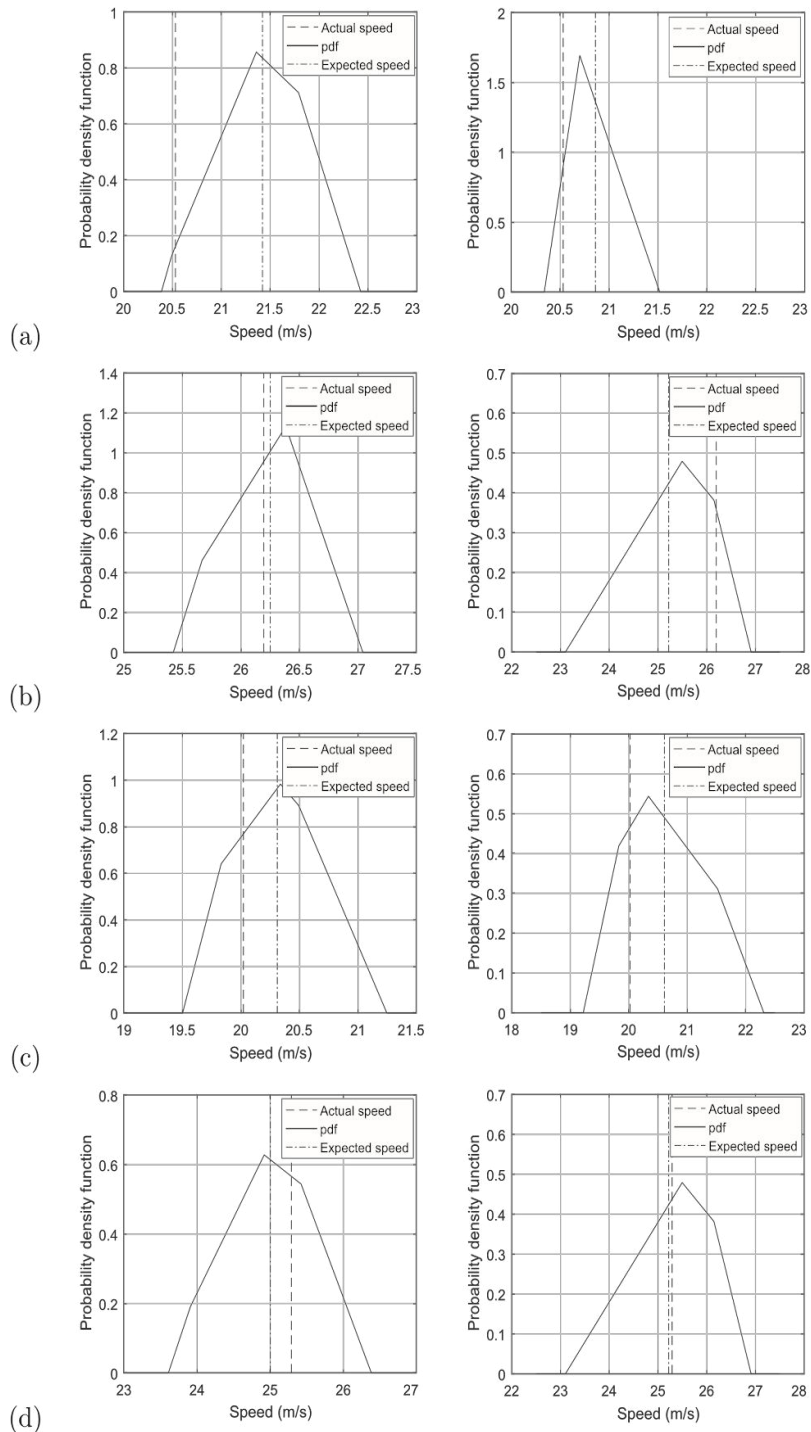 1
0.8
0.6
0.4
0.2
0
20 20.5 21 21.5 22 22.5 23
Probability density function
Speed (m/s)
Actual speed
pdf
Expected speed
2
1.5
1
0.5
0
20 20.5 21 21.5 22 22.5 23
Probability density function
Speed (m/s)
Actual speed
pdf
Expected speed
(a)
1.4
1.2
1
0.8
0.6
0.4
0.2
0
25 25.5 26 26.5 27 27.5
Probability density function
Speed (m/s)
Actual speed
pdf
Expected speed
0.7
0.6
0.5
0.4
0.3
0.2
0.1
0
22 23 24 25 26 27 28
Probability density function
Speed (m/s)
Actual speed
pdf
Expected speed
(b)
1.2
1
0.8
0.6
0.4
0.2
0
19 19.5 20 20.5 21 21.5
Probability density function
Speed (m/s)
Actual speed
pdf
Expected speed
0.7
0.6
0.5
0.4
0.3
0.2
0.1
0
18 19 20 21 22 23
Probability density function
Speed (m/s)
Actual speed
pdf
Expected speed
(c)
0.8
0.6
0.4
0.2
0
23 24 25 26 27
Probability density function
Speed (m/s)
Actual speed
pdf
Expected speed
0.7
0.6
0.5
0.4
0.3
0.2
0.1
0
22 23 24 25 26 27 28
Probability density function
Speed (m/s)
Actual speed
pdf
Expected speed
(d)